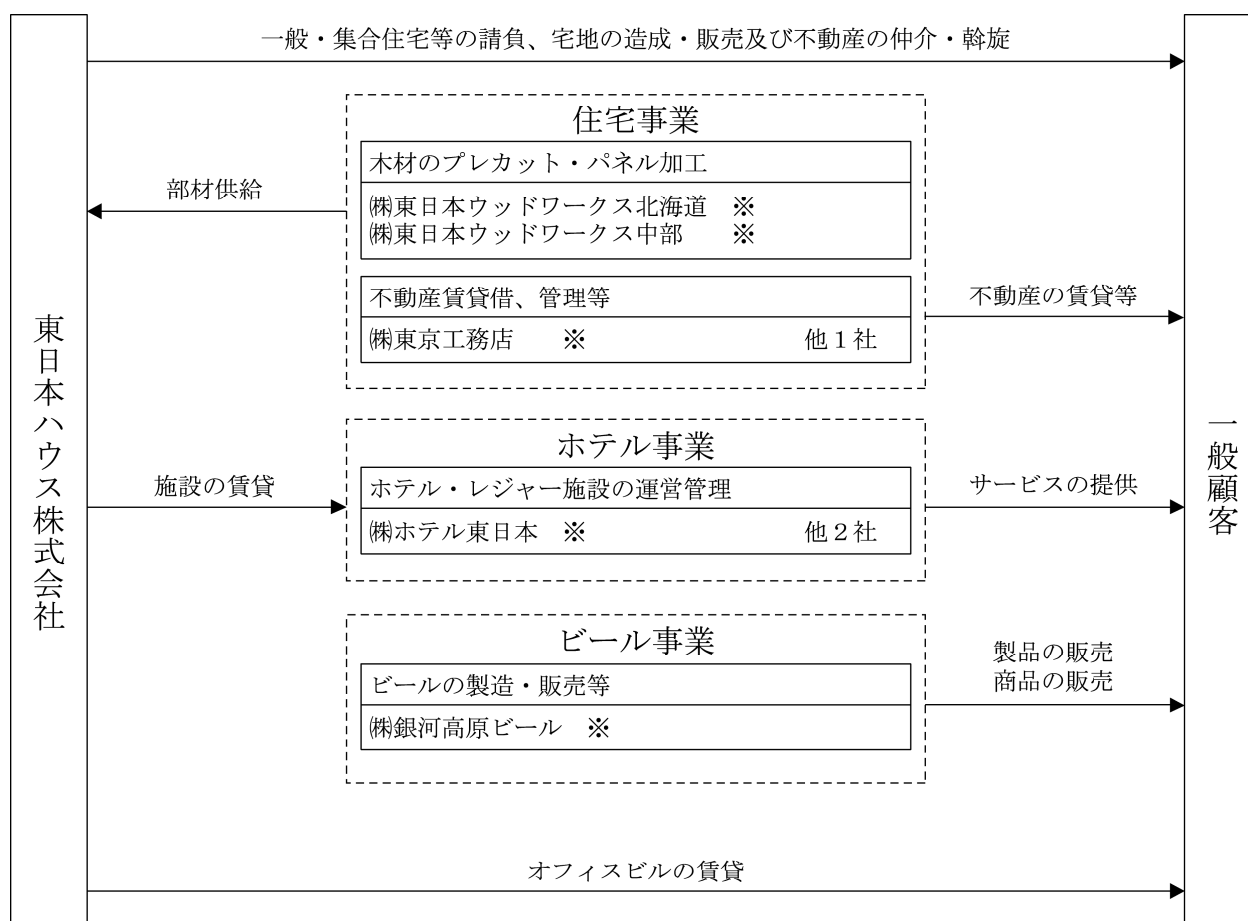 一般・集合住宅等の請負、宅地の造成・販売及び不動産の仲介・斡旋
東日本ハウス株式会社
住宅事業
木材のプレカット・パネル加工
㈱東日本ウッドワークス北海道 ※
㈱東日本ウッドワークス中部 ※
部材供給
不動産賃貸借、管理等
㈱東京工務店 ※ 他1社
不動産の賃貸等
ホテル事業
ホテル・レジャー施設の運営管理
㈱ホテル東日本 ※ 他2社
施設の賃貸
サービスの提供
ビール事業
ビールの製造・販売等
㈱銀河高原ビール ※
製品の販売
商品の販売
オフィスビルの賃貸
一般顧客